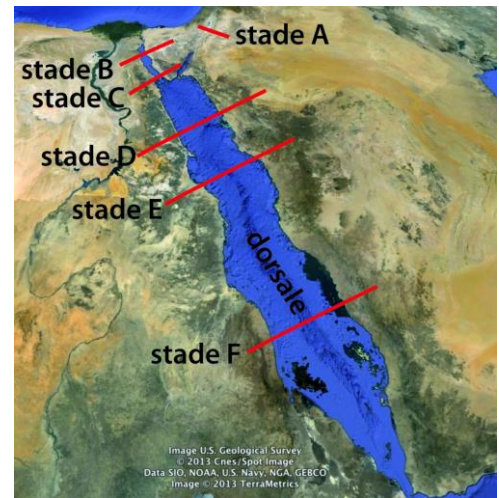 stade A
stade B
stade C
stade D
stade E
dorsale
stade F
Image U.S. Geological Survey
© 2013 Cnes/Spot Image
Data SIO, NOAA, U.S. Navy, NGA, GEBCO
Image © 2013 TerraMetrics